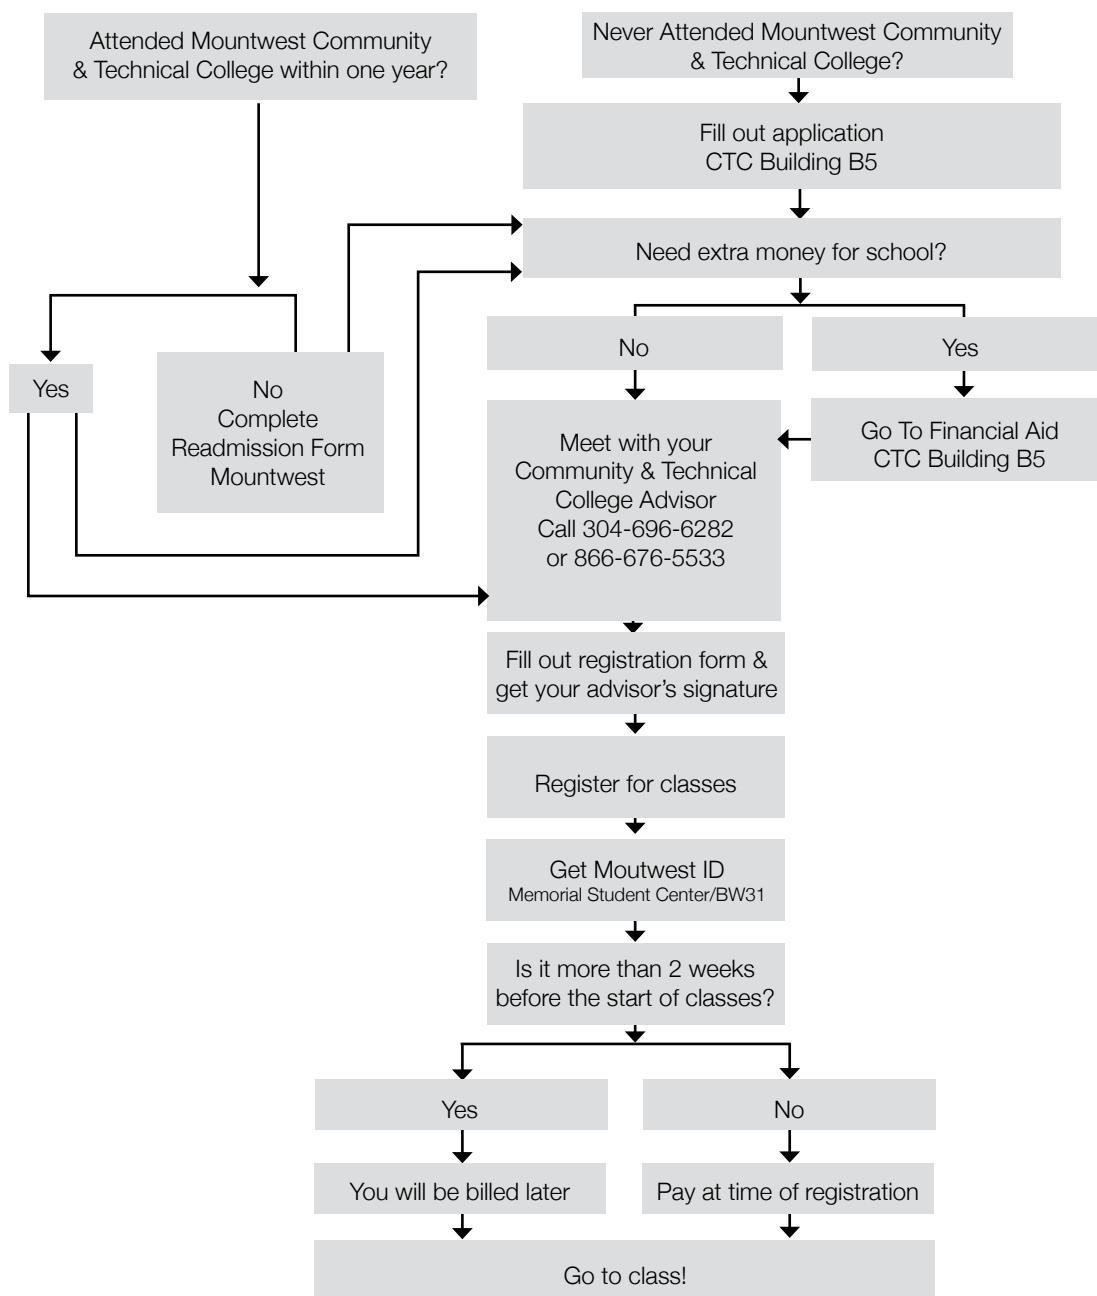 Attended Mountwest Community
& Technical College within one year?
Never Attended Mountwest Community
& Technical College?
Fill out application
CTC Building B5
Need extra money for school?
No
Yes
Yes
No
Complete
Readmission Form
Mountwest
Meet with your
Community & Technical
College Advisor
Call 304-696-6282
or 866-676-5533
Go To Financial Aid
CTC Building B5
Fill out registration form &
get your advisor's signature
Register for classes
Get Moutwest ID
Memorial Student Center/BW31
Is it more than 2 weeks
before the start of classes?
Yes
No
You will be billed later
Pay at time of registration
Go to class!